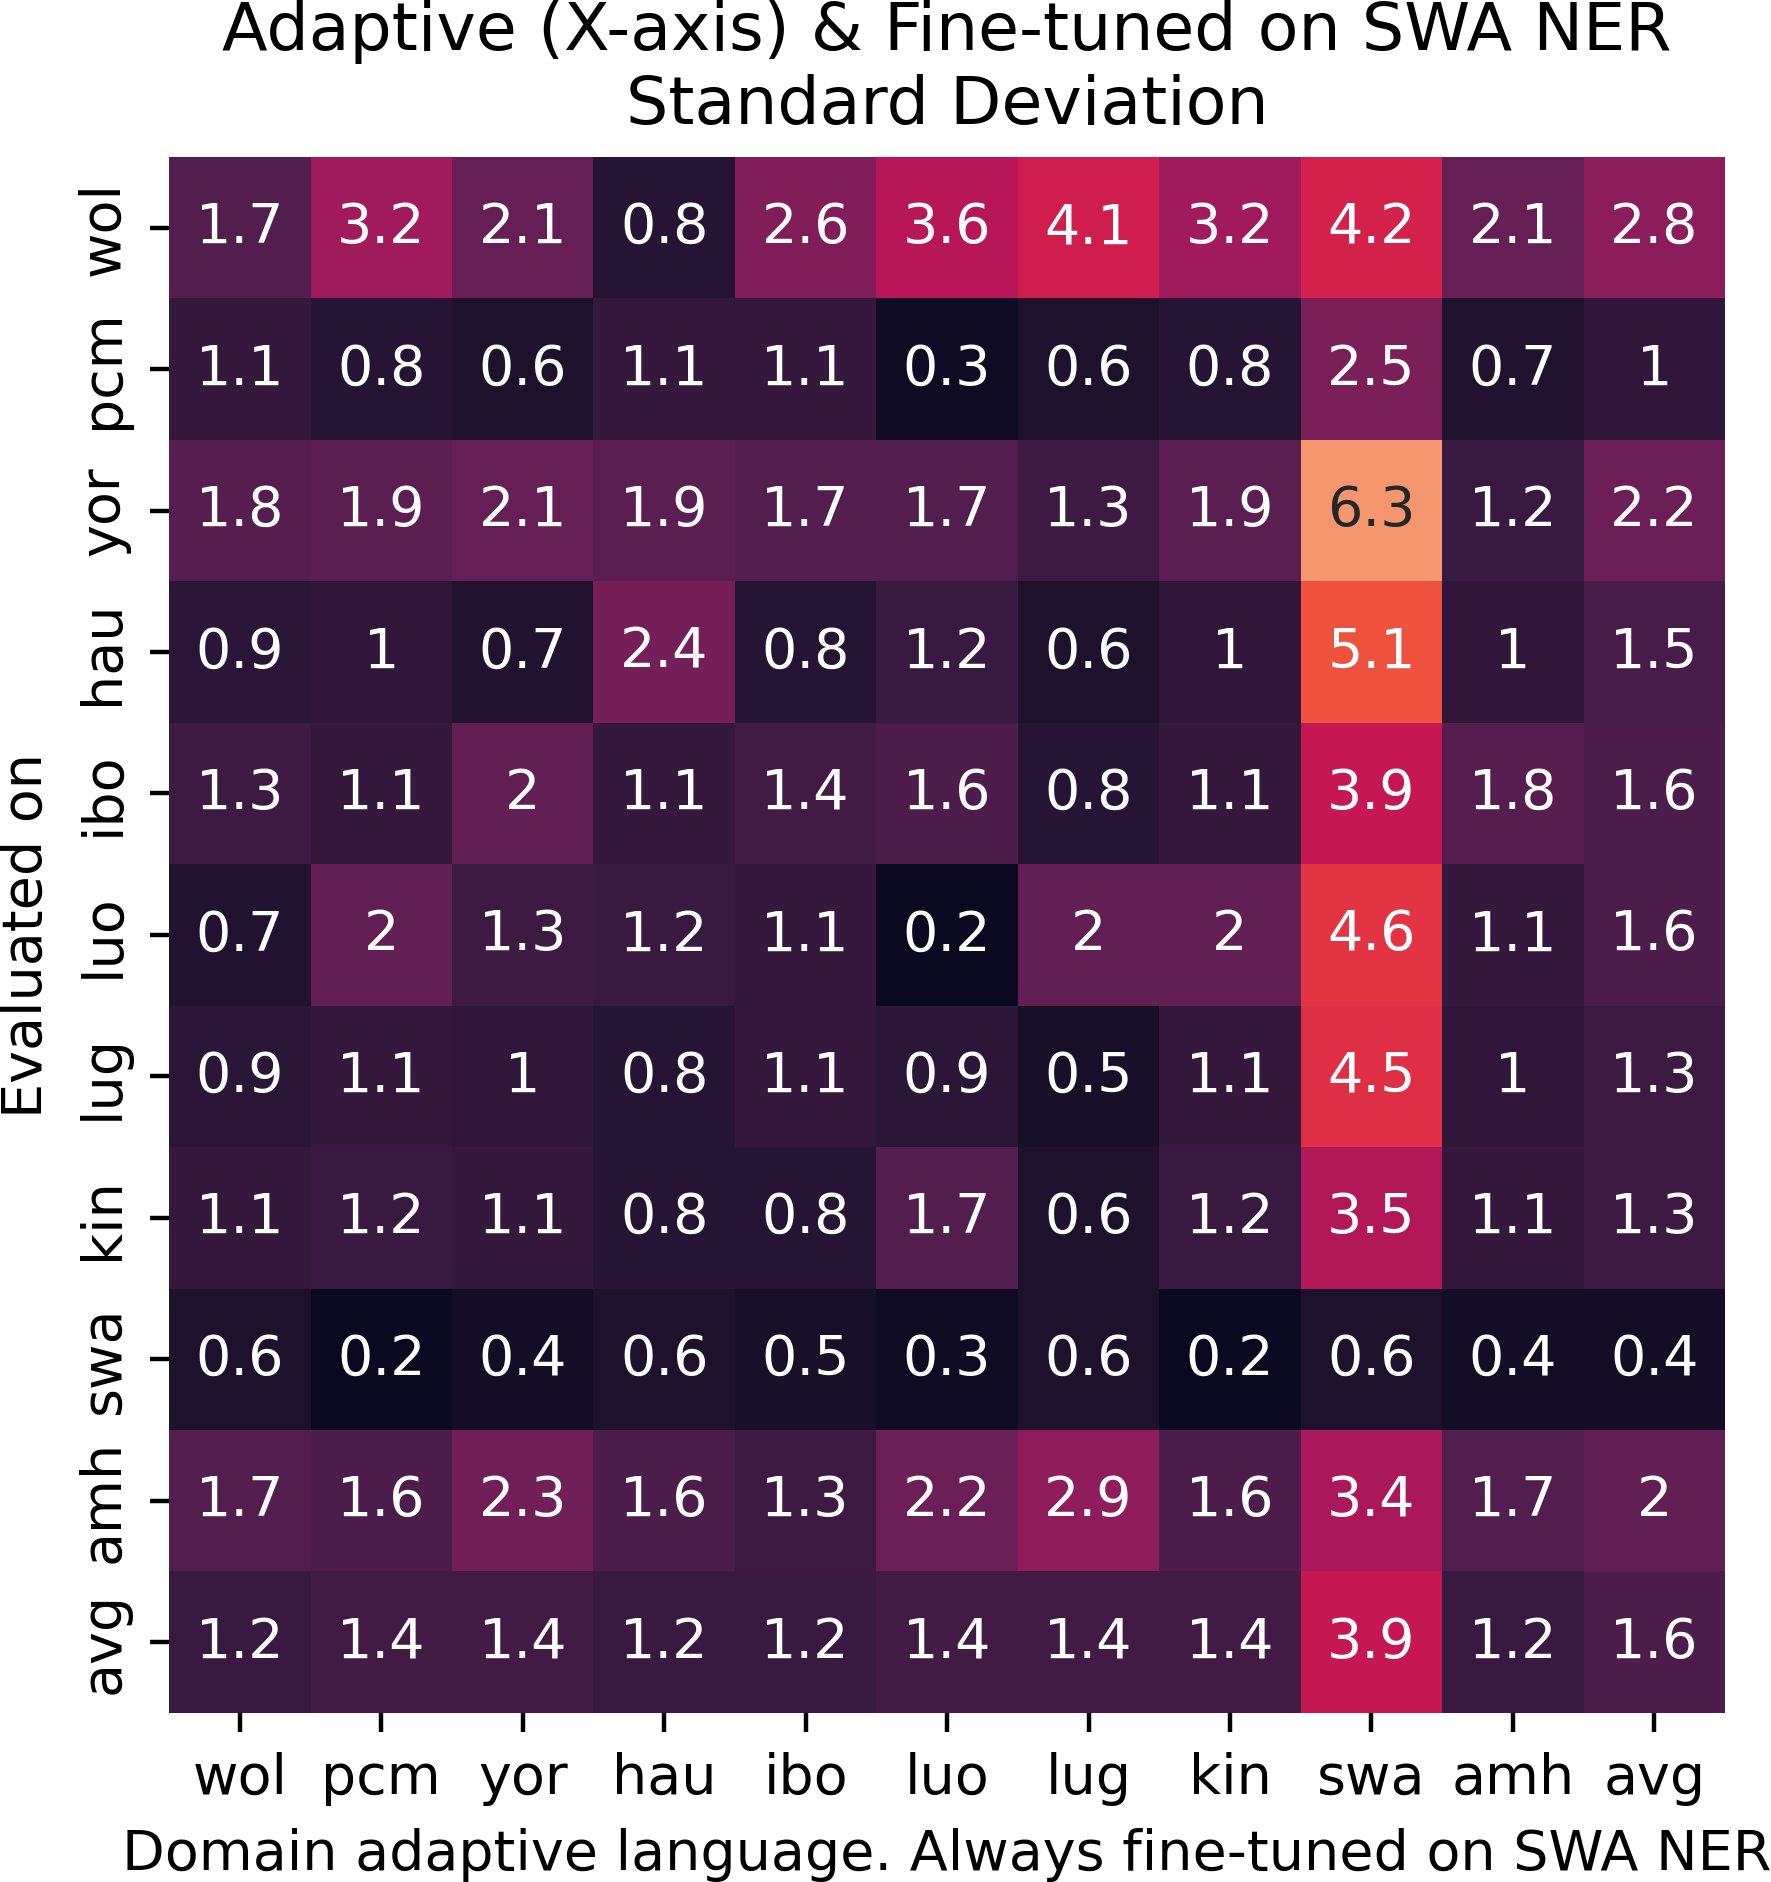 Adaptive (X-axis) & Fine-tuned on SWA NER
Standard Deviation
Evaluated on
wol 1.7 3.2 2.1 0.8 2.6 3.6 4.1 3.2 4.2 2.1 2.8
pcm 1.1 0.8 0.6 1.1 1.1 0.3 0.6 0.8 2.5 0.7 1
yor 1.8 1.9 2.1 1.9 1.7 1.7 1.3 1.9 6.3 1.2 2.2
hau 0.9 1 0.7 2.4 0.8 1.2 0.6 1 5.1 1 1.5
ibo 1.3 1.1 2 1.1 1.4 1.6 0.8 1.1 3.9 1.8 1.6
luo 0.7 2 1.3 1.2 1.1 0.2 2 2 4.6 1.1 1.6
lug 0.9 1.1 1 0.8 1.1 0.9 0.5 1.1 4.5 1 1.3
kin 1.1 1.2 1.1 0.8 0.8 1.7 0.6 1.2 3.5 1.1 1.3
swa 0.6 0.2 0.4 0.6 0.5 0.3 0.6 0.2 0.6 0.4 0.4
amh 1.7 1.6 2.3 1.6 1.3 2.2 2.9 1.6 3.4 1.7 2
avg 1.2 1.4 1.4 1.2 1.2 1.4 1.4 1.4 3.9 1.2 1.6
wol pcm yor hau ibo luo lug kin swa amh avg
Domain adaptive language. Always fine-tuned on SWA NER